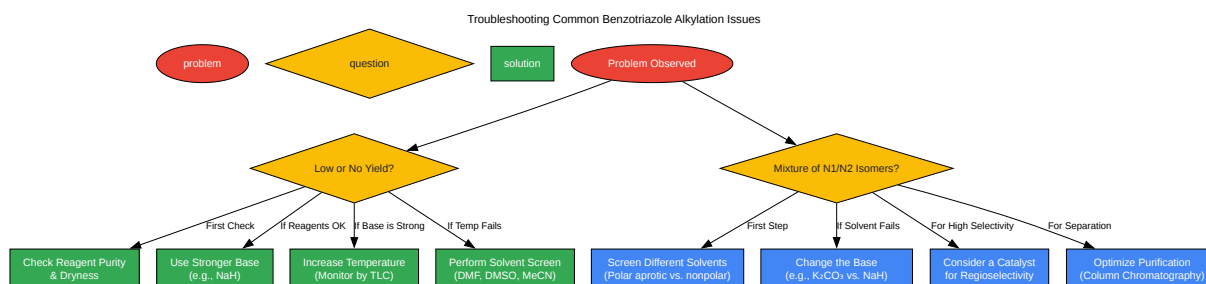 Troubleshooting Common Benzotriazole Alkylation Issues
problem
question
solution
Problem Observed
Low or No Yield?
Mixture of N1/N2 Isomers?
First Check
If Reagents OK
If Base is Strong
If Temp Fails
First Step
If Solvent Fails
For High Selectivity
For Separation
Check Reagent Purity
& Dryness
Use Stronger Base
(e.g., NaH)
Increase Temperature
(Monitor by TLC)
Perform Solvent Screen
(DMF, DMSO, MeCN)
Screen Different Solvents
(Polar aprotic vs. nonpolar)
Change the Base
(e.g., K₂CO₃ vs. NaH)
Consider a Catalyst
for Regioselectivity
Optimize Purification
(Column Chromatography)